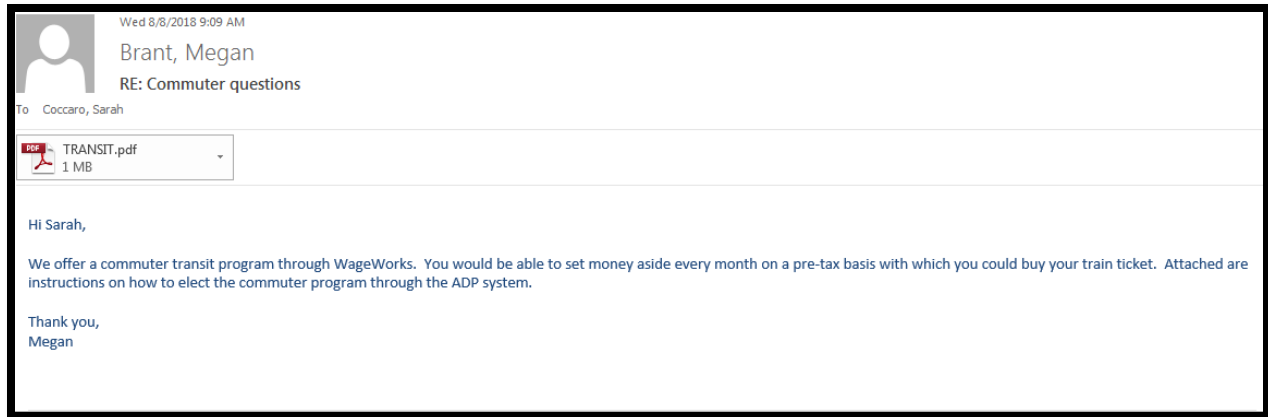 Wed 8/8/2018 9:09 AM
Brant, Megan
RE: Commuter questions
To Coccaro, Sarah
PDF
TRANSIT.pdf
1 MB
Hi Sarah,
We offer a commuter transit program through WageWorks. You would be able to set money aside every month on a pre-tax basis with which you could buy your train ticket. Attached are
instructions on how to elect the commuter program through the ADP system.
Thank you,
Megan